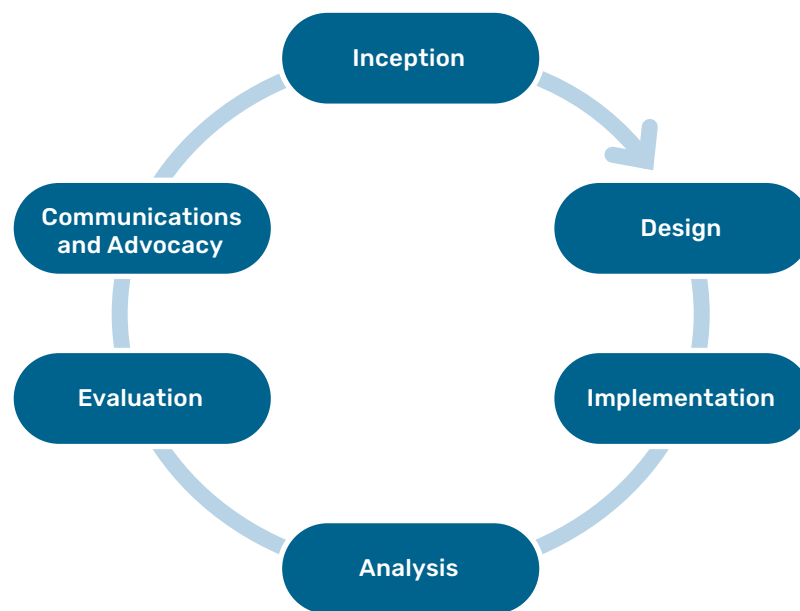 Inception
Design
Implementation
Analysis
Evaluation
Communications
and Advocacy